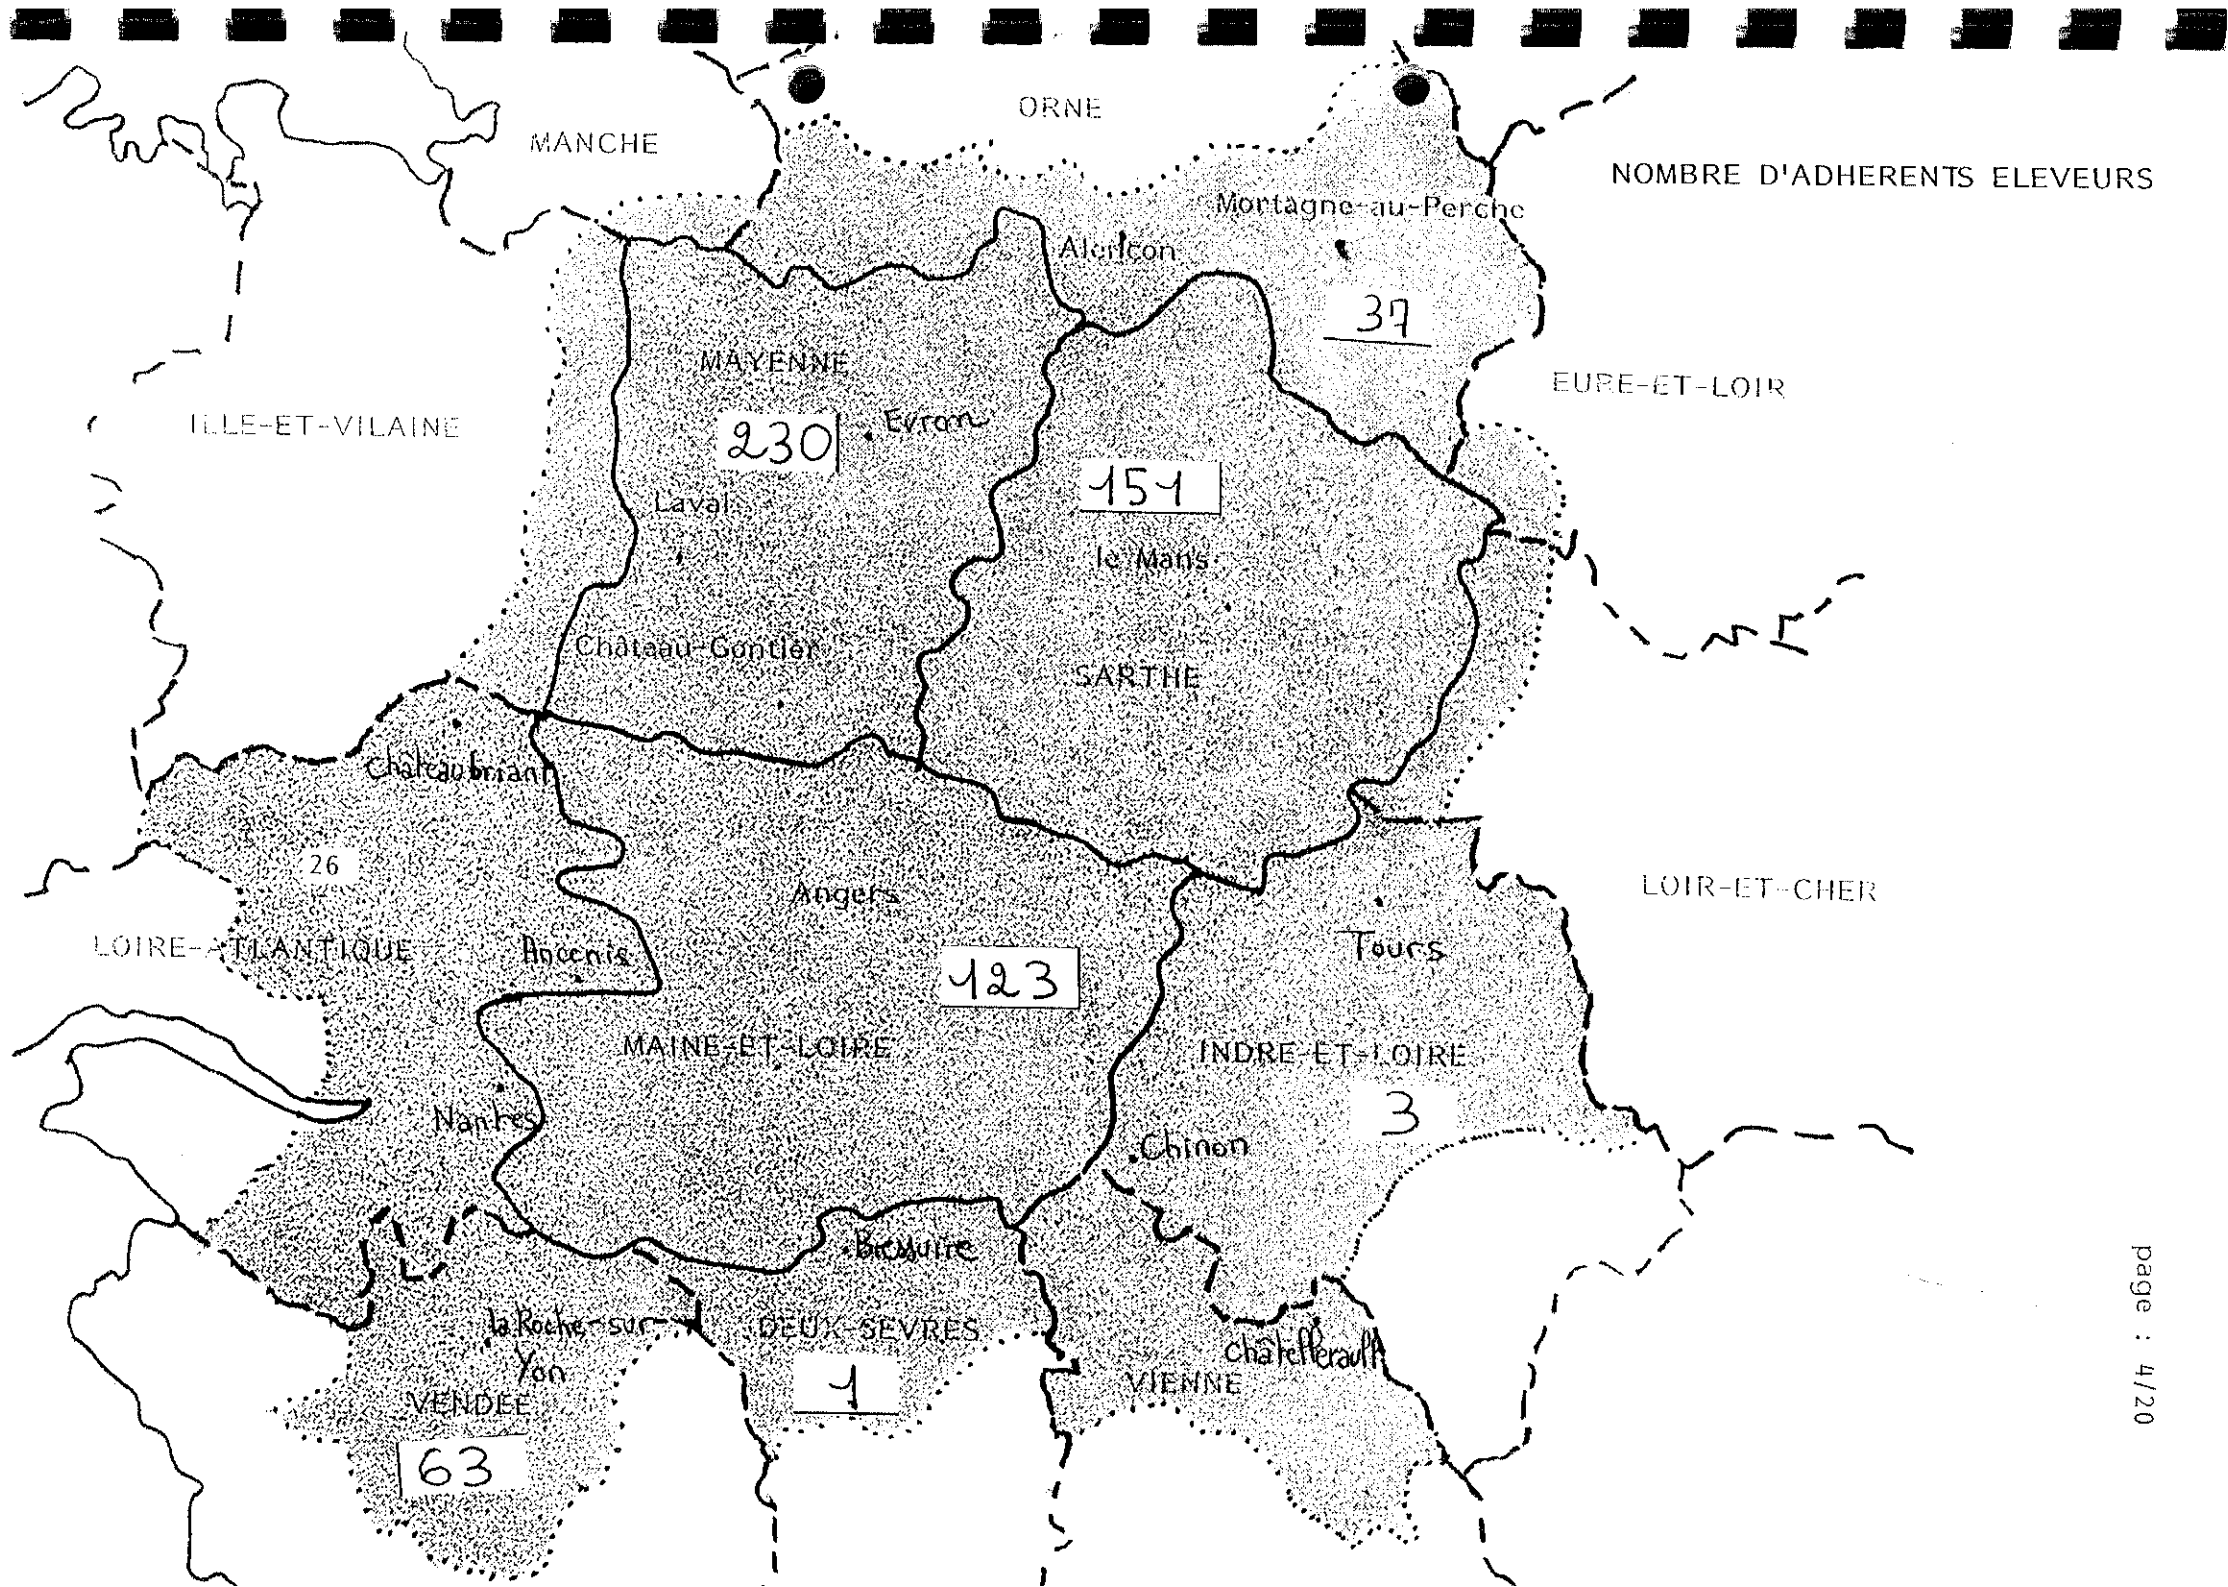 ORNE
MANCHE
NOMBRE D'ADHERENTS ELEVEURS
Mortagne-au-Perche
Alencon
37
MAYENNE
EURE-ET-LOIR
ILLE-ET-VILAINE
230
Evron
151
Laval
le Mans
Château-Gontier
SARTHE
Châteaubriant
26
Angers
LOIR-ET-CHER
LOIRE-ATLANTIQUE
Ancenis
123
Tours
MAINE-ET-LOIRE
INDRE-ET-LOIRE
3
Nantes
Chinon
Bressuire
la Roche-sur-
Yon
DEUX-SEVRES
Châtellerault
VIENNE
1
VENDEE
63
page : 4/20